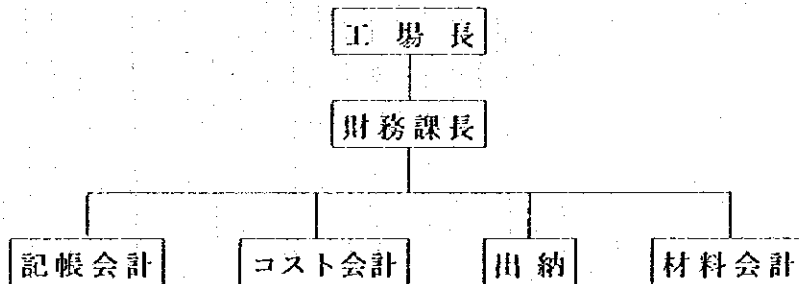 工場長
財務課長
記帳会計
コスト会計
出納
材料会計